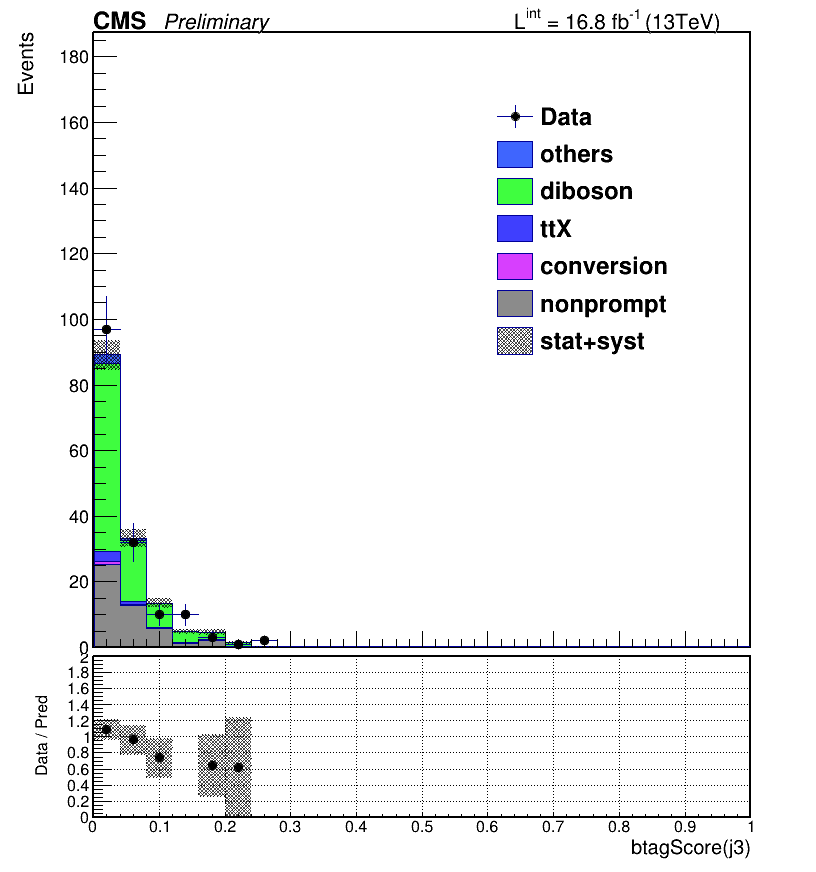 CMS Preliminary L^int = 16.8 fb^-1 (13TeV)
Events
180
160
140
120
100
80
60
40
20
0
Data
others
diboson
ttX
conversion
nonprompt
stat+syst
Data / Pred
2
1.8
1.6
1.4
1.2
1
0.8
0.6
0.4
0.2
0
0 0.1 0.2 0.3 0.4 0.5 0.6 0.7 0.8 0.9 1
btagScore(j3)